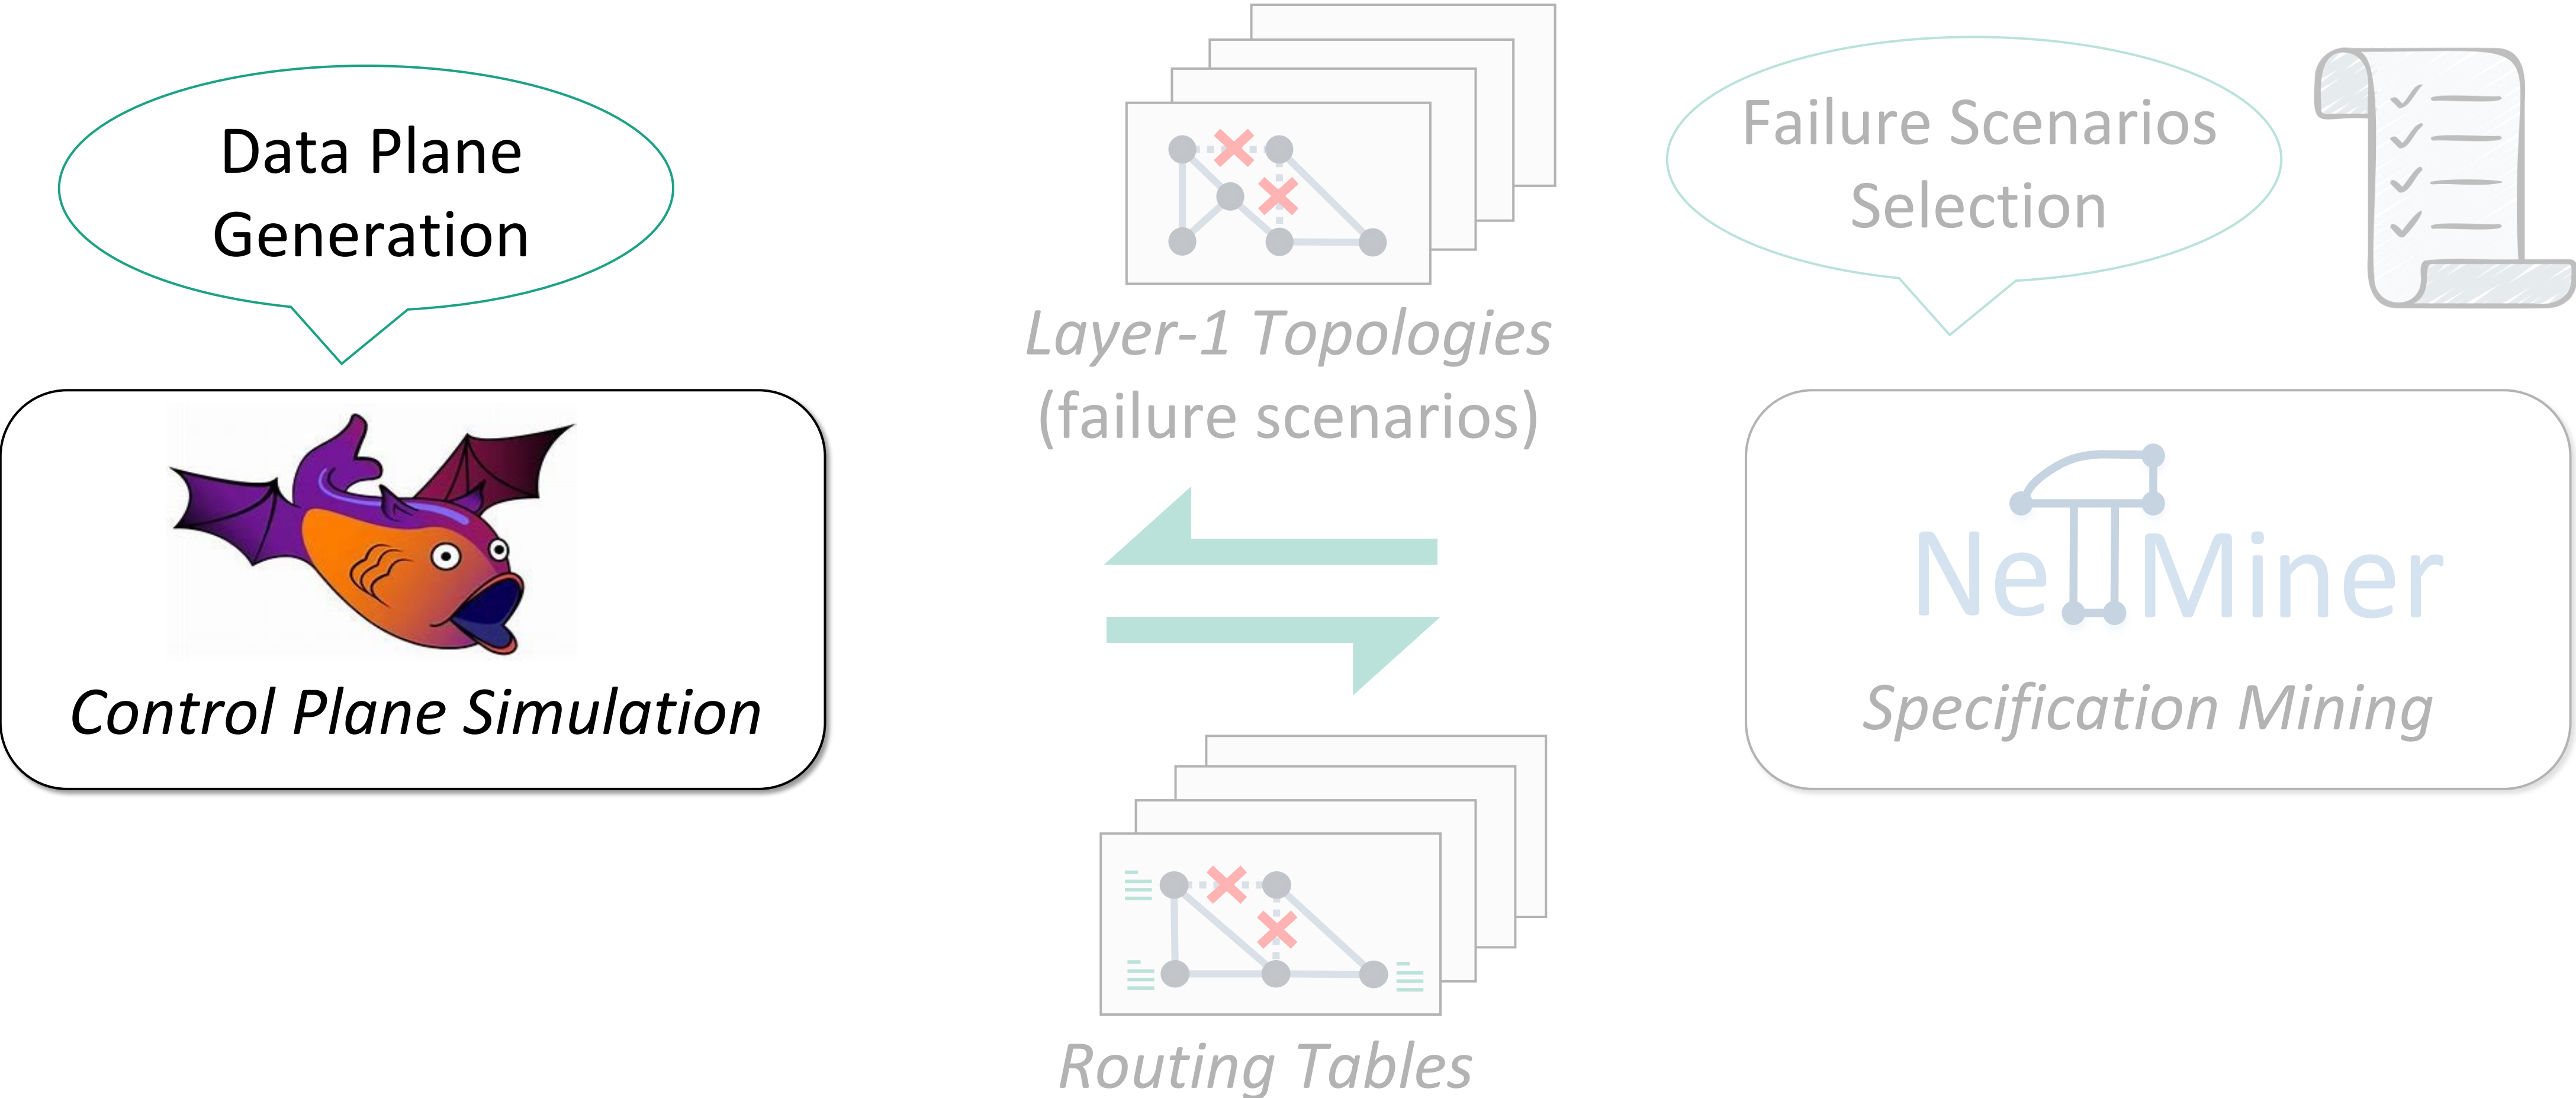 Data Plane
Generation
Control Plane Simulation
Layer-1 Topologies
(failure scenarios)
Routing Tables
Failure Scenarios
Selection
NeTMiner
Specification Mining